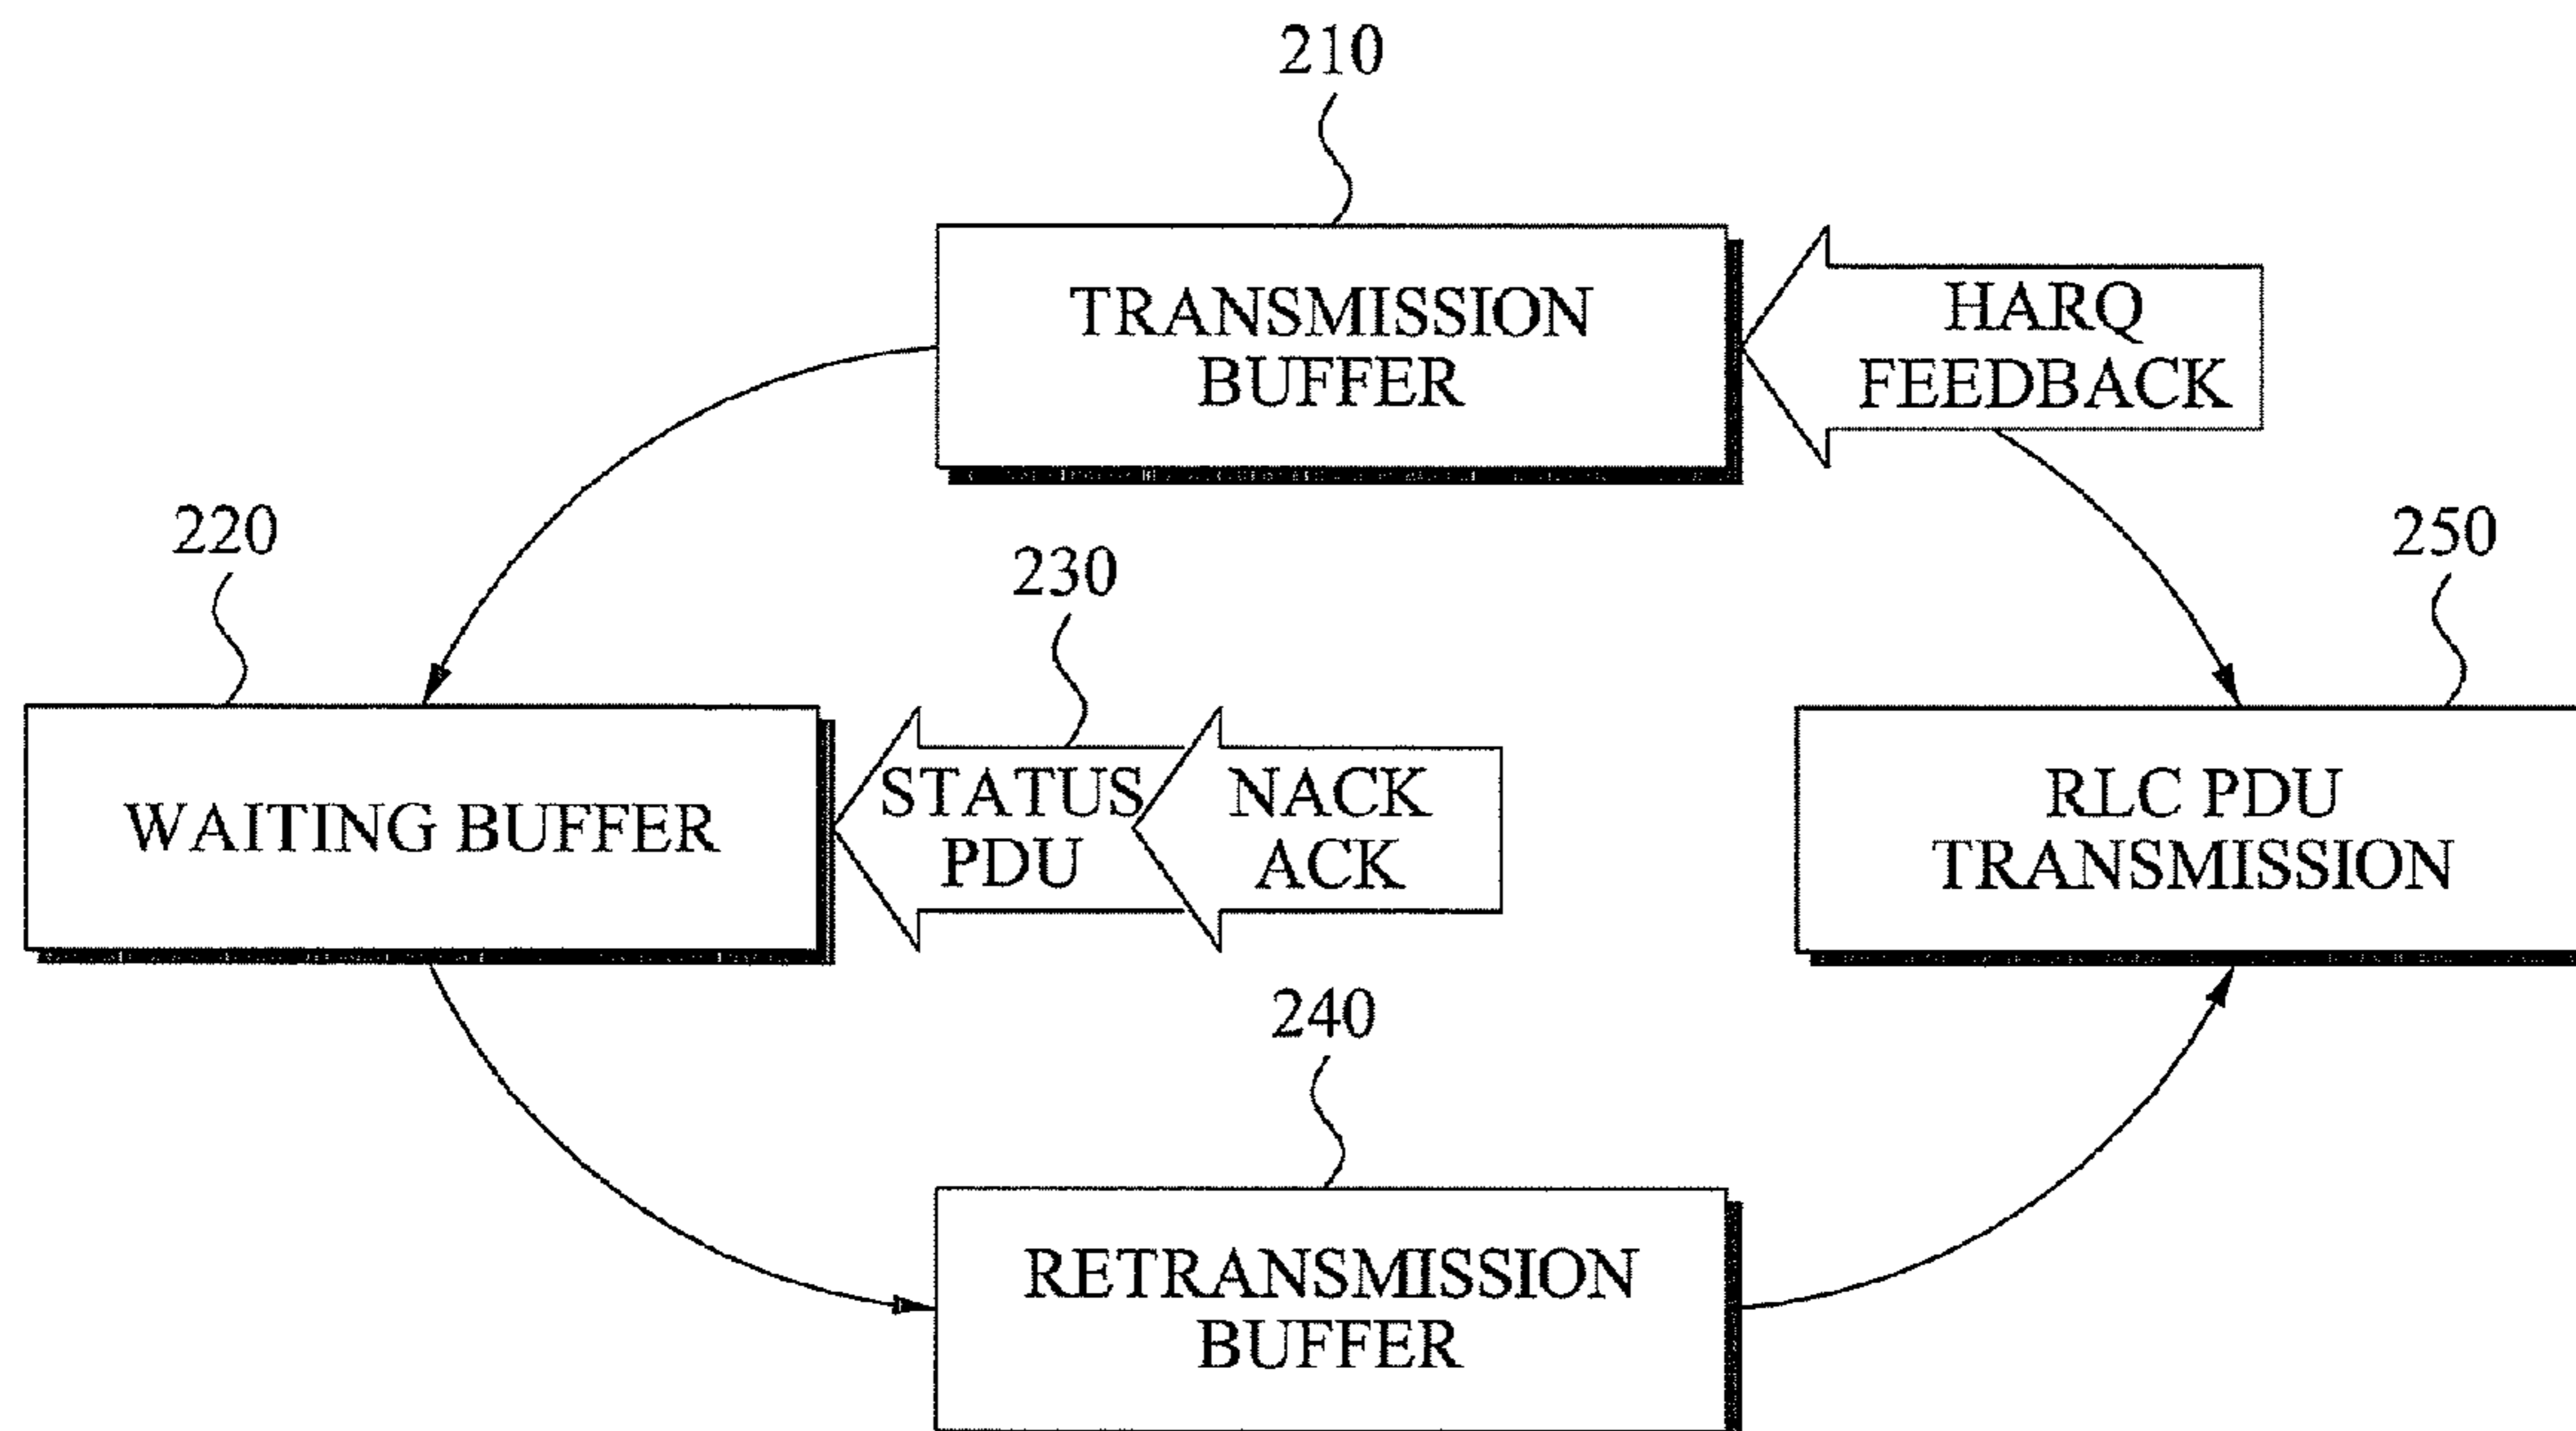 210
TRANSMISSION
BUFFER
HARQ
FEEDBACK
220
230
250
WAITING BUFFER
STATUS
PDU
NACK
ACK
RLC PDU
TRANSMISSION
240
RETRANSMISSION
BUFFER